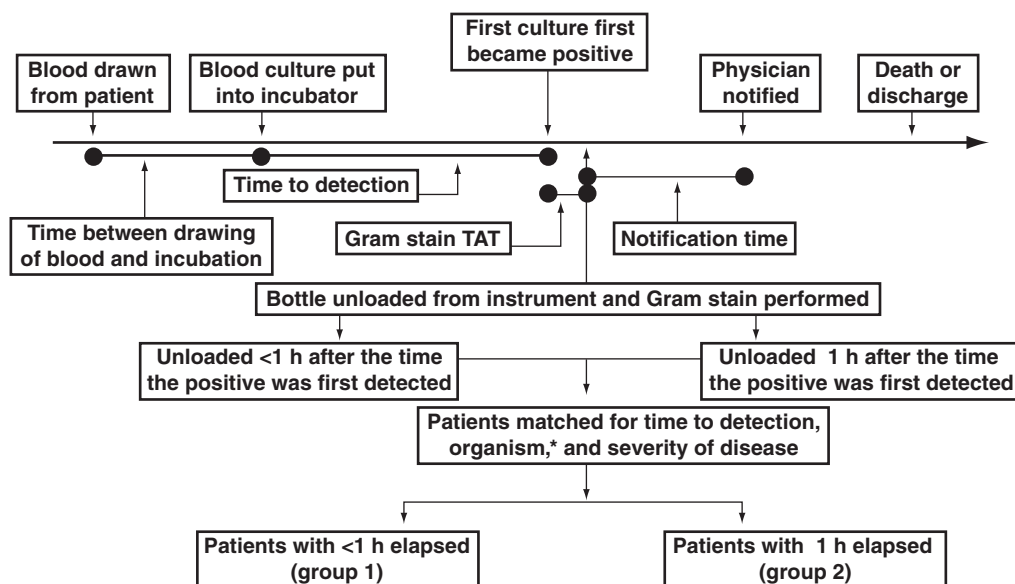 First culture first
became positive
Blood drawn
from patient
Blood culture put
into incubator
Physician
notified
Death or
discharge
Time to detection
Time between drawing
of blood and incubation
Gram stain TAT
Notification time
Bottle unloaded from instrument and Gram stain performed
Unloaded <1 h after the time
the positive was first detected
Unloaded 1 h after the time
the positive was first detected
Patients matched for time to detection,
organism,* and severity of disease
Patients with <1 h elapsed
(group 1)
Patients with 1 h elapsed
(group 2)